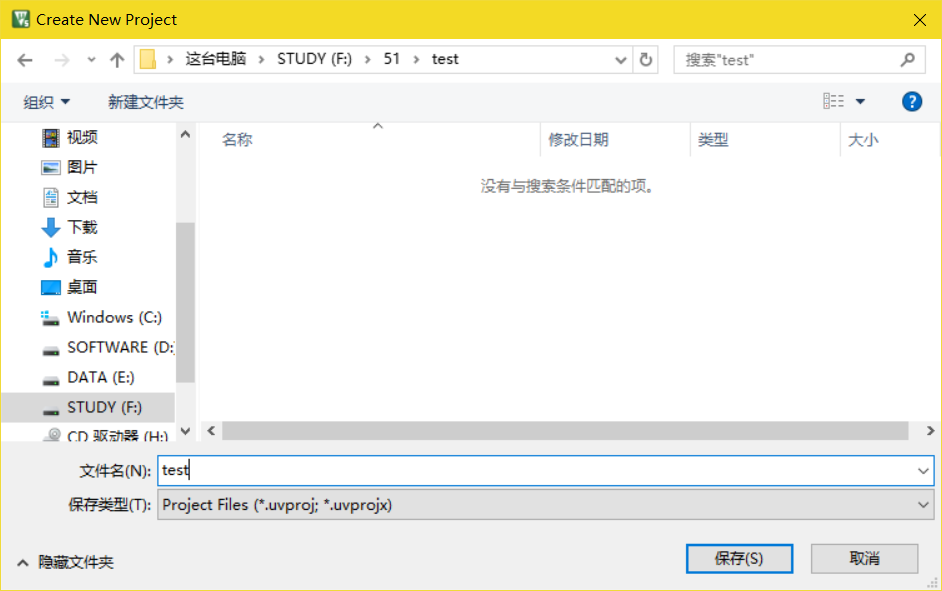 Create New Project
这台电脑 STUDY (F:) 51 test
搜索"test"
组织 新建文件夹
名称 修改日期 类型 大小
没有与搜索条件匹配的项。
视频
图片
文档
下载
音乐
桌面
Windows (C:)
SOFTWARE (D:
DATA (E:)
STUDY (F:)
CD 驱动器 (H:)
文件名(N): test
保存类型(T): Project Files (*.uvproj; *.uvprojx)
隐藏文件夹 保存(S) 取消